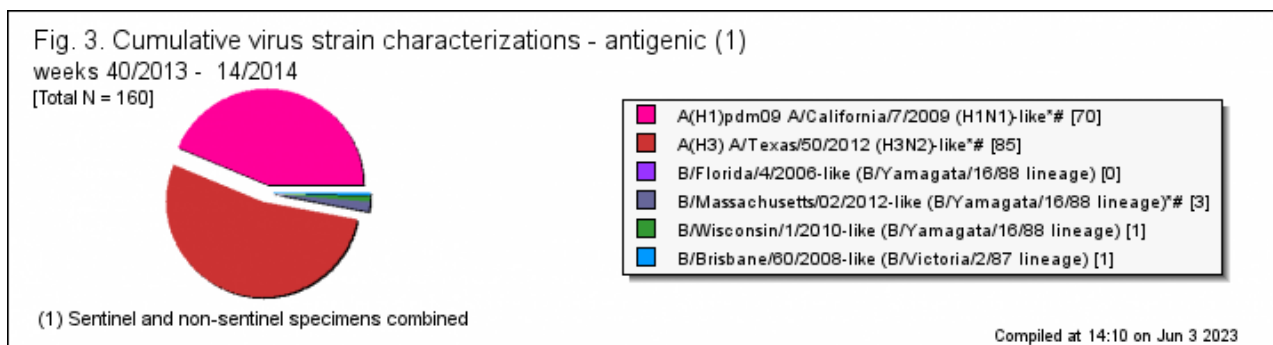 Fig. 3. Cumulative virus strain characterizations - antigenic (1)
weeks 40/2013 - 14/2014
[Total N = 160]
A(H1)pdm09 A/California/7/2009 (H1N1)-like*# [70]
A(H3) A/Texas/50/2012 (H3N2)-like*# [85]
B/Florida/4/2006-like (B/Yamagata/16/88 lineage) [0]
B/Massachusetts/02/2012-like (B/Yamagata/16/88 lineage)*# [3]
B/Wisconsin/1/2010-like (B/Yamagata/16/88 lineage) [1]
B/Brisbane/60/2008-like (B/Victoria/2/87 lineage) [1]
(1) Sentinel and non-sentinel specimens combined
Compiled at 14:10 on Jun 3 2023